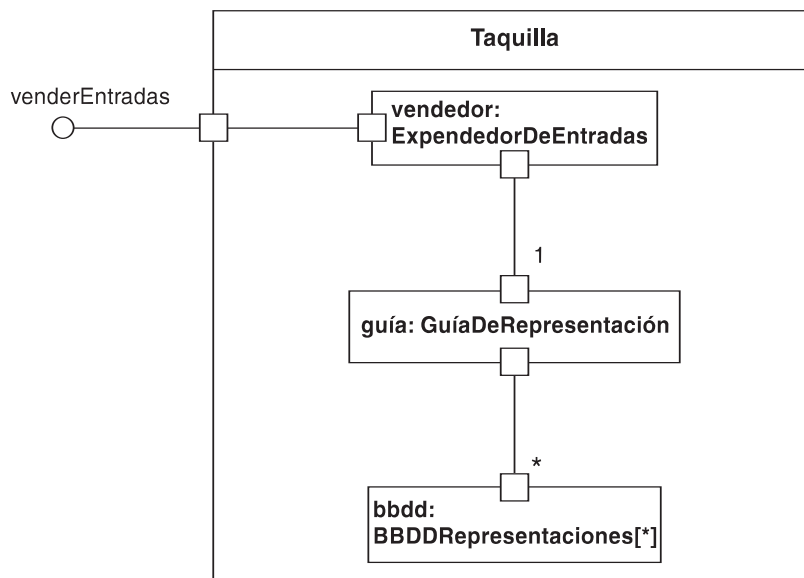 Taquilla
venderEntradas
vendedor:
ExpendedorDeEntradas
1
guía: GuíaDeRepresentación
*
bbdd:
BBDDRepresentaciones[*]